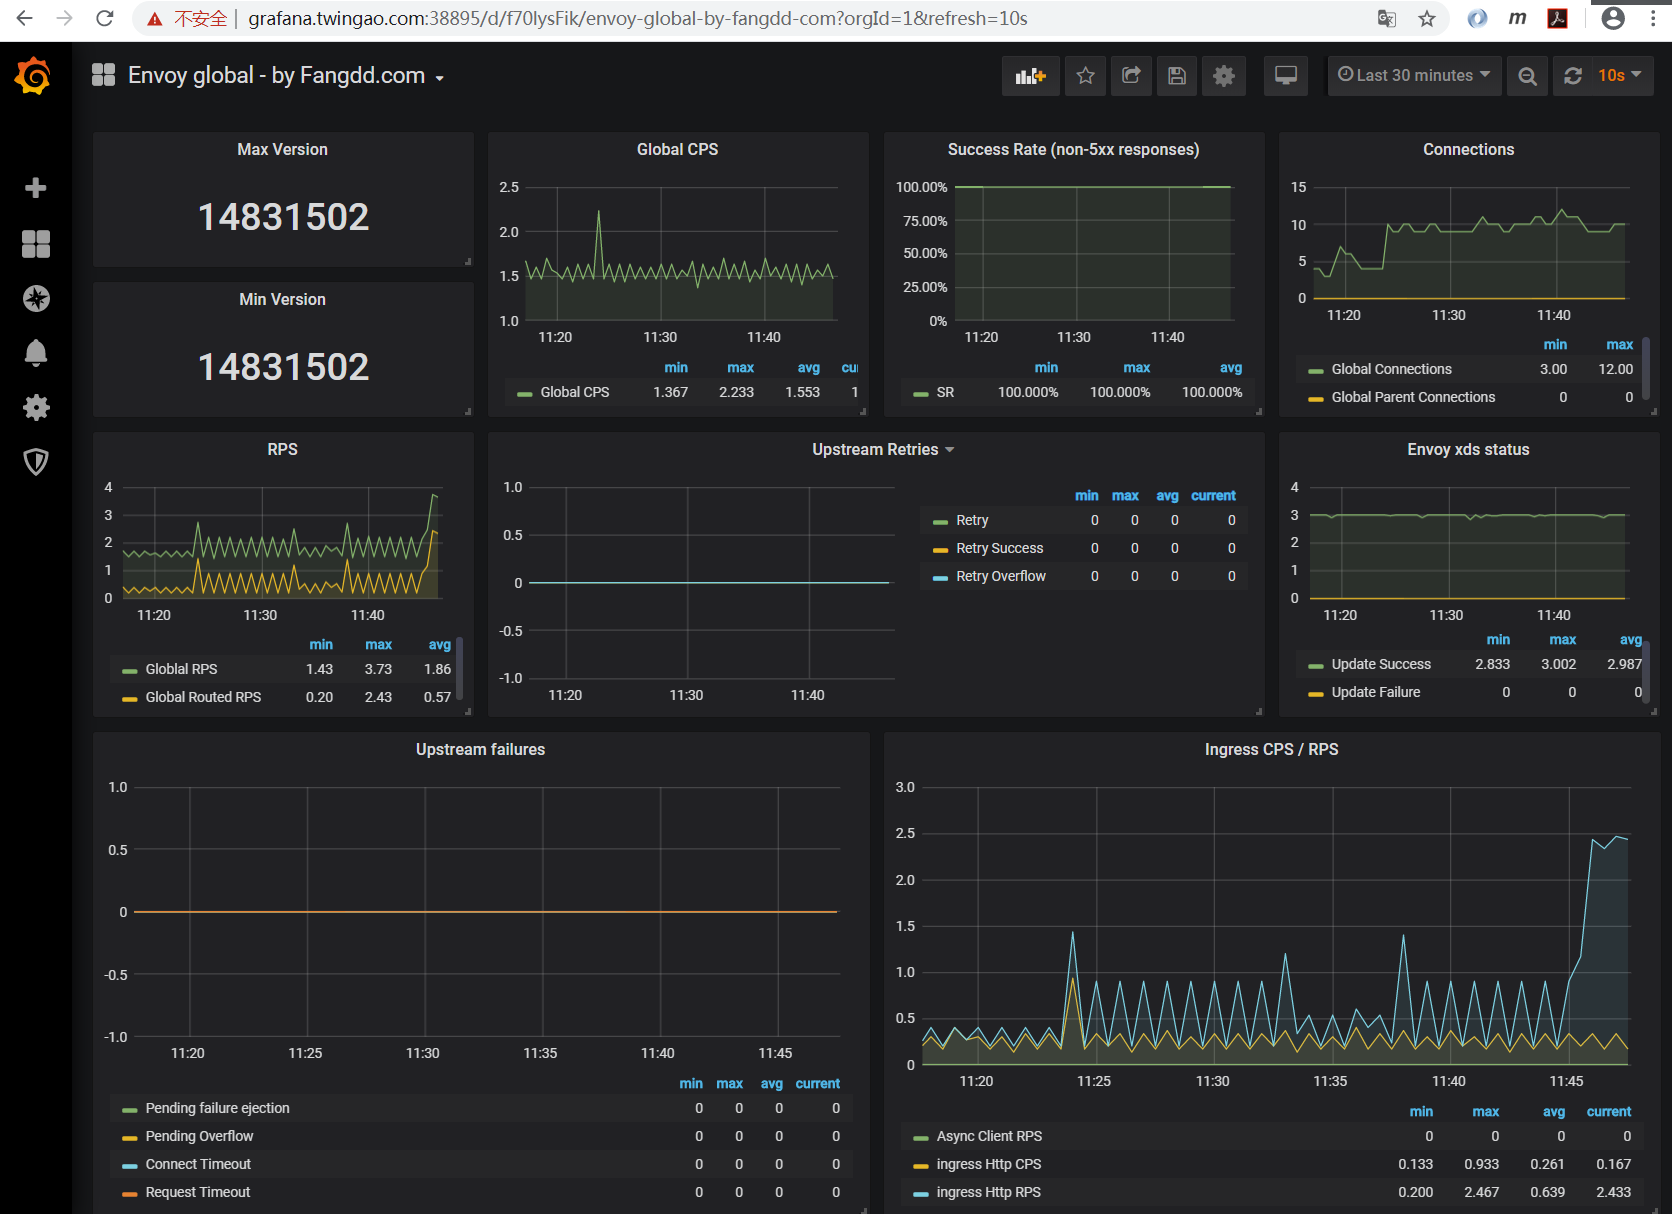 不安全 grafana.twingao.com:38895/d/f70lysFik/envoy-global-by-fangdd-com?orgId=1&refresh=10s
Envoy global - by Fangdd.com
Last 30 minutes
10s
Max Version
14831502
Min Version
14831502
Global CPS
2.5
2.0
1.5
1.0
11:20 11:30 11:40
min max avg
Global CPS 1.367 2.233 1.553
Success Rate (non-5xx responses)
100.00%
75.00%
50.00%
25.00%
0%
11:20 11:30 11:40
min max avg
SR 100.000% 100.000% 100.000%
Connections
15
10
5
0
11:20 11:30 11:40
min max
Global Connections 3.00 12.00
Global Parent Connections 0 0
RPS
4
3
2
1
0
11:20 11:30 11:40
min max avg
Globlal RPS 1.43 3.73 1.86
Global Routed RPS 0.20 2.43 0.57
Upstream Retries
1.0
0.5
0
-0.5
-1.0
11:20 11:30 11:40
min max avg current
Retry 0 0 0 0
Retry Success 0 0 0 0
Retry Overflow 0 0 0 0
Envoy xds status
4
3
2
1
0
11:20 11:30 11:40
min max avg
Update Success 2.833 3.002 2.987
Update Failure 0 0 0
Upstream failures
1.0
0.5
0
-0.5
-1.0
11:20 11:25 11:30 11:35 11:40 11:45
min max avg current
Pending failure ejection 0 0 0 0
Pending Overflow 0 0 0 0
Connect Timeout 0 0 0 0
Request Timeout 0 0 0 0
Ingress CPS / RPS
3.0
2.5
2.0
1.5
1.0
0.5
0
11:20 11:25 11:30 11:35 11:40 11:45
min max avg current
Async Client RPS 0 0 0 0
ingress Http CPS 0.133 0.933 0.261 0.167
ingress Http RPS 0.200 2.467 0.639 2.433